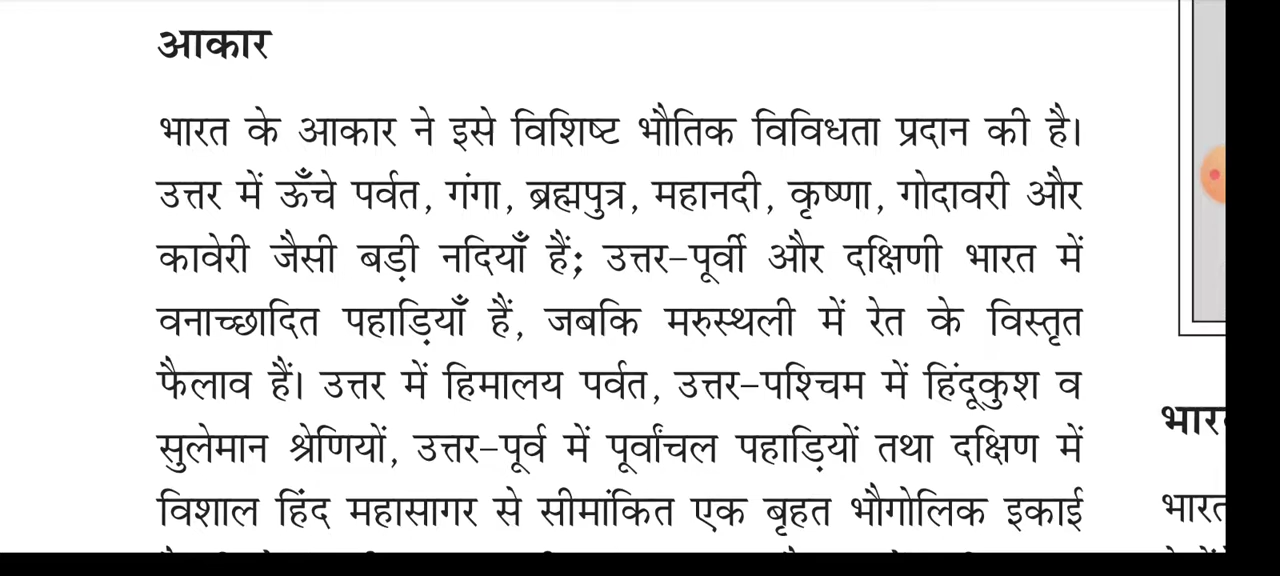 आकार
भारत के आकार ने इसे विशिष्ट भौतिक विविधता प्रदान की है।
उत्तर में ऊँचे पर्वत, गंगा, ब्रह्मपुत्र, महानदी, कृष्णा, गोदावरी और
कावेरी जैसी बड़ी नदियाँ हैं; उत्तर-पूर्वी और दक्षिणी भारत में
वनाच्छादित पहाड़ियाँ हैं, जबकि मरुस्थली में रेत के विस्तृत
फैलाव हैं। उत्तर में हिमालय पर्वत, उत्तर-पश्चिम में हिंदूकुश व
सुलेमान श्रेणियों, उत्तर-पूर्व में पूर्वांचल पहाड़ियों तथा दक्षिण में
विशाल हिंद महासागर से सीमांकित एक बृहत भौगोलिक इकाई